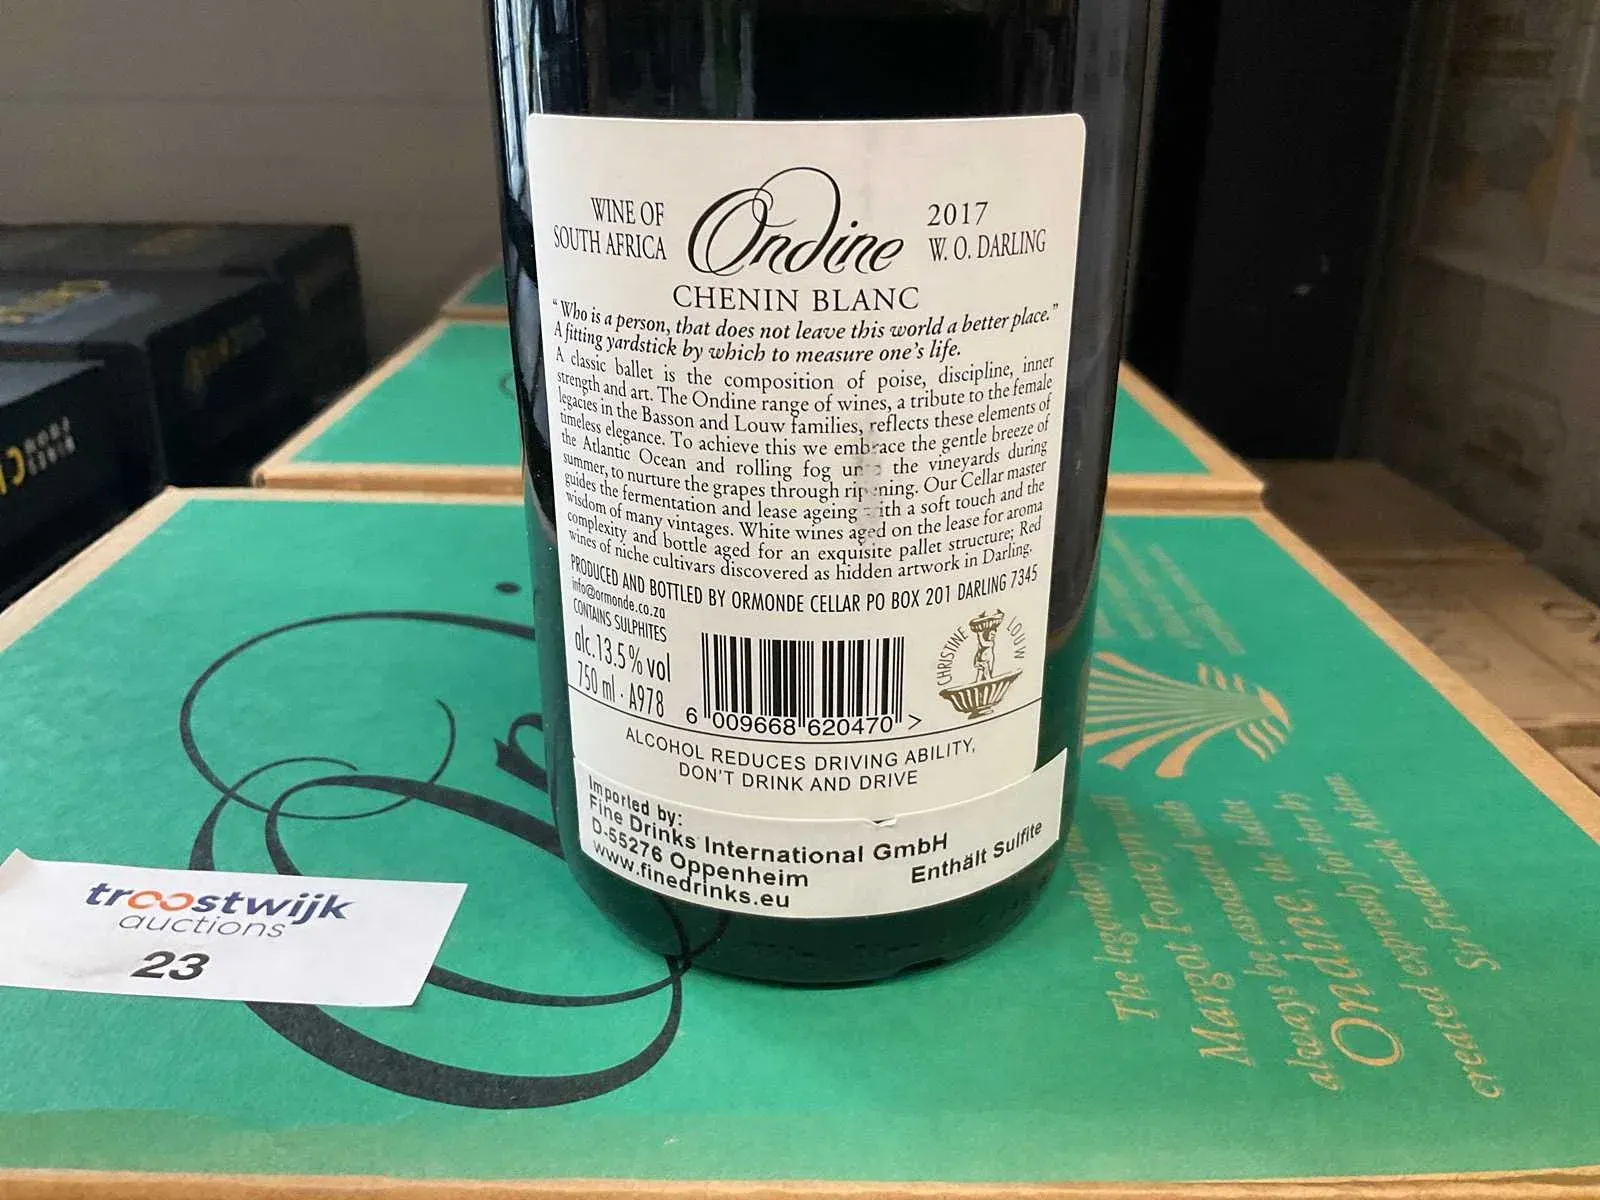 WINE OF
SOUTH AFRICA
Ondine
2017
W. O. DARLING
CHENIN BLANC
“Who is a person, that does not leave this world a better place.”
A fitting yardstick by which to measure one's life.
A classic ballet is the composition of poise, discipline, inner
strength and art. The Ondine range of wines, a tribute to the female
legacies in the Basson and Louw families, reflects these elements of
timeless elegance. To achieve this we embrace the gentle breeze of
the Atlantic Ocean and rolling fog the vineyards during
summer, to nurture the grapes through ripening. Our Cellar master
guides the fermentation and lease ageing with a soft touch and the
wisdom of many vintages. White wines aged on the lease for aroma
complexity and bottle aged for an exquisite pallet structure; Red
wines of niche cultivars discovered as hidden artwork in Darling.
PRODUCED AND BOTTLED BY ORMONDE CELLAR PO BOX 201 DARLING 7345
info@ormonde.co.za
CONTAINS SULPHITES
alc.13.5% vol
750 ml · A978
6 009668 620470 >
CHRISTINE LOUW
ALCOHOL REDUCES DRIVING ABILITY,
DON'T DRINK AND DRIVE
Imported by:
Fine Drinks International GmbH
D-55276 Oppenheim
www.finedrinks.eu
Enthält Sulfite
troostwijk
auctions
23
The legendary
Margot Fonteyn will
always be associated with
Ondine, the ballet
created expressly for her by
Sir Frederick Ashton.